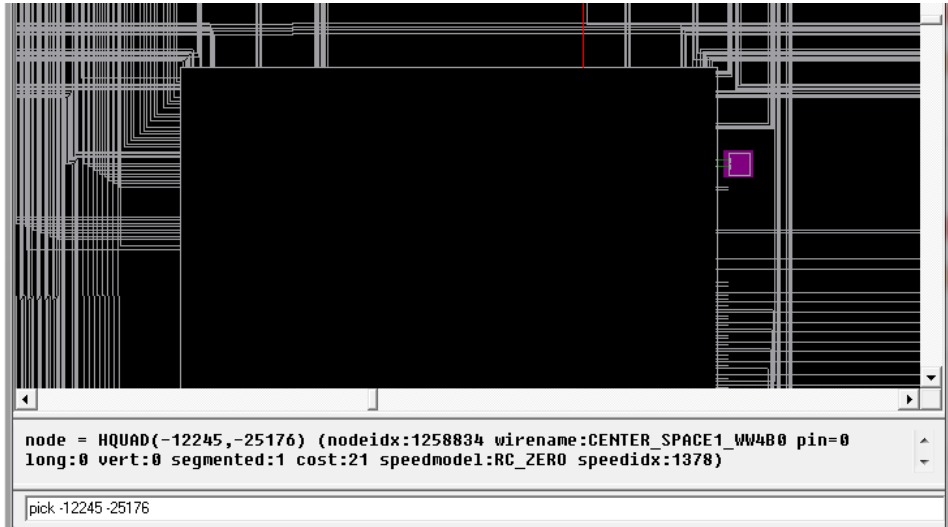 node = HQUAD(-12245,-25176) (nodeidx:1258834 wirename:CENTER_SPACE1_WW4B0 pin=0
long:0 vert:0 segmented:1 cost:21 speedmodel:RC_ZERO speedidx:1378)
pick -12245 -25176